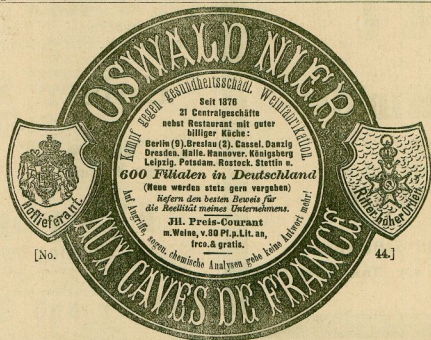 OSWALD NIER
Kampf gegen gesundheitsschädl. Weinfabrikation.
Seit 1876
21 Centralgeschäfte
nebst Restaurant mit guter
billiger Küche:
Berlin (9). Breslau (2). Cassel. Danzig
Dresden. Halle. Hannover. Königsberg
Leipzig. Potsdam. Rostock. Stettin u.
600 Filialen in Deutschland
(Neue werden stets gern vergeben)
liefern den besten Beweis für
die Reellität meines Unternehmens.
Jll. Preis-Courant
m. Weine, v. 80 Pf. p. Lit. an,
frco. & gratis.
Auf Angriffe, sogen. chemische Analysen gebe keine Antwort mehr!
Hoflieferant.
Ritter hoher Orden
[No. 44.]
AUX CAVES DE FRANCE